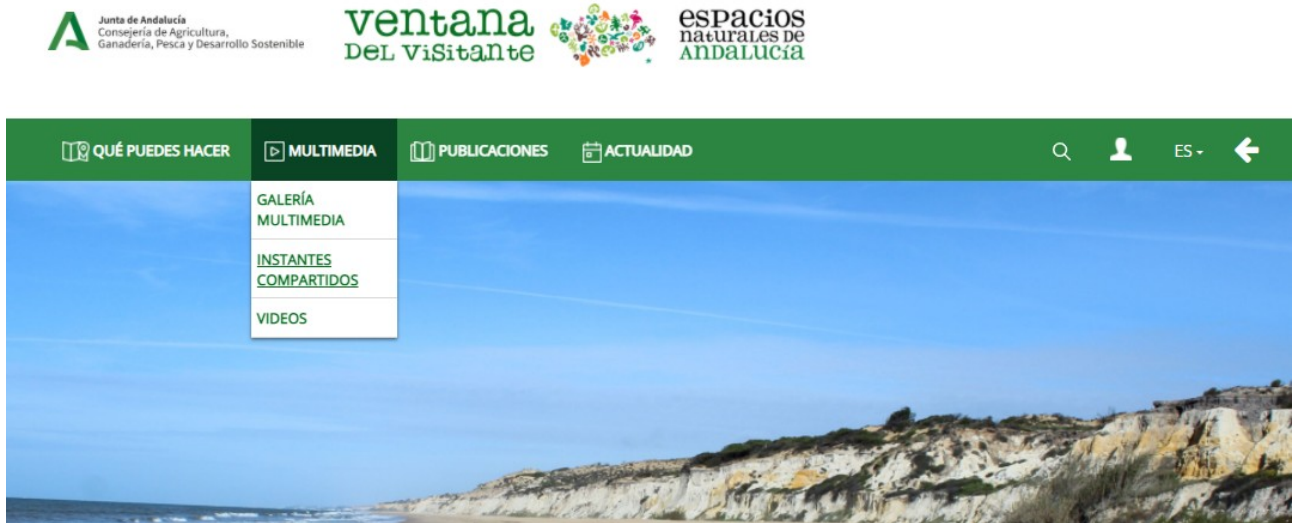 Junta de Andalucía
Consejería de Agricultura,
Ganadería, Pesca y Desarrollo Sostenible
ventana
DEL VISITANTE
espacios
NATURALES DE
ANDALUCÍA
QUÉ PUEDES HACER
MULTIMEDIA
PUBLICACIONES
ACTUALIDAD
ES
GALERÍA
MULTIMEDIA
INSTANTES
COMPARTIDOS
VIDEOS